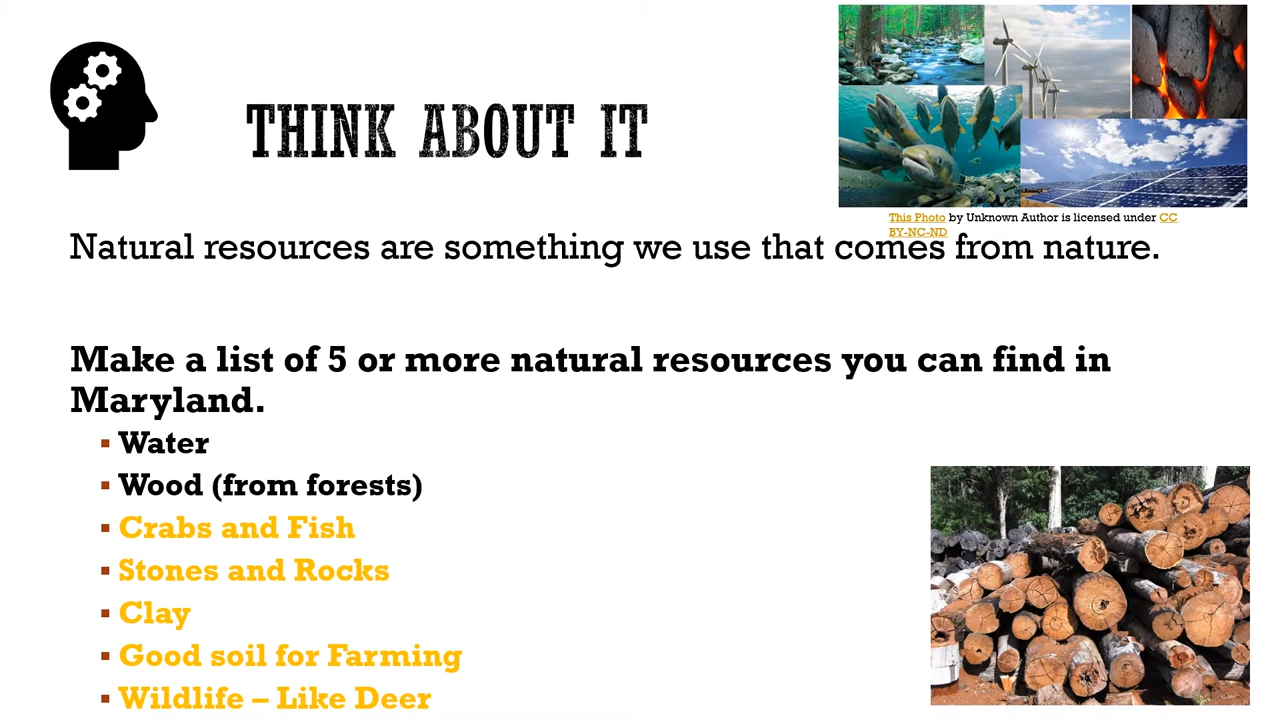 THINK ABOUT IT
This Photo by Unknown Author is licensed under CC
BY-NC-ND
Natural resources are something we use that comes from nature.
Make a list of 5 or more natural resources you can find in
Maryland.
▪ Water
▪ Wood (from forests)
▪ Crabs and Fish
▪ Stones and Rocks
▪ Clay
▪ Good soil for Farming
▪ Wildlife – Like Deer